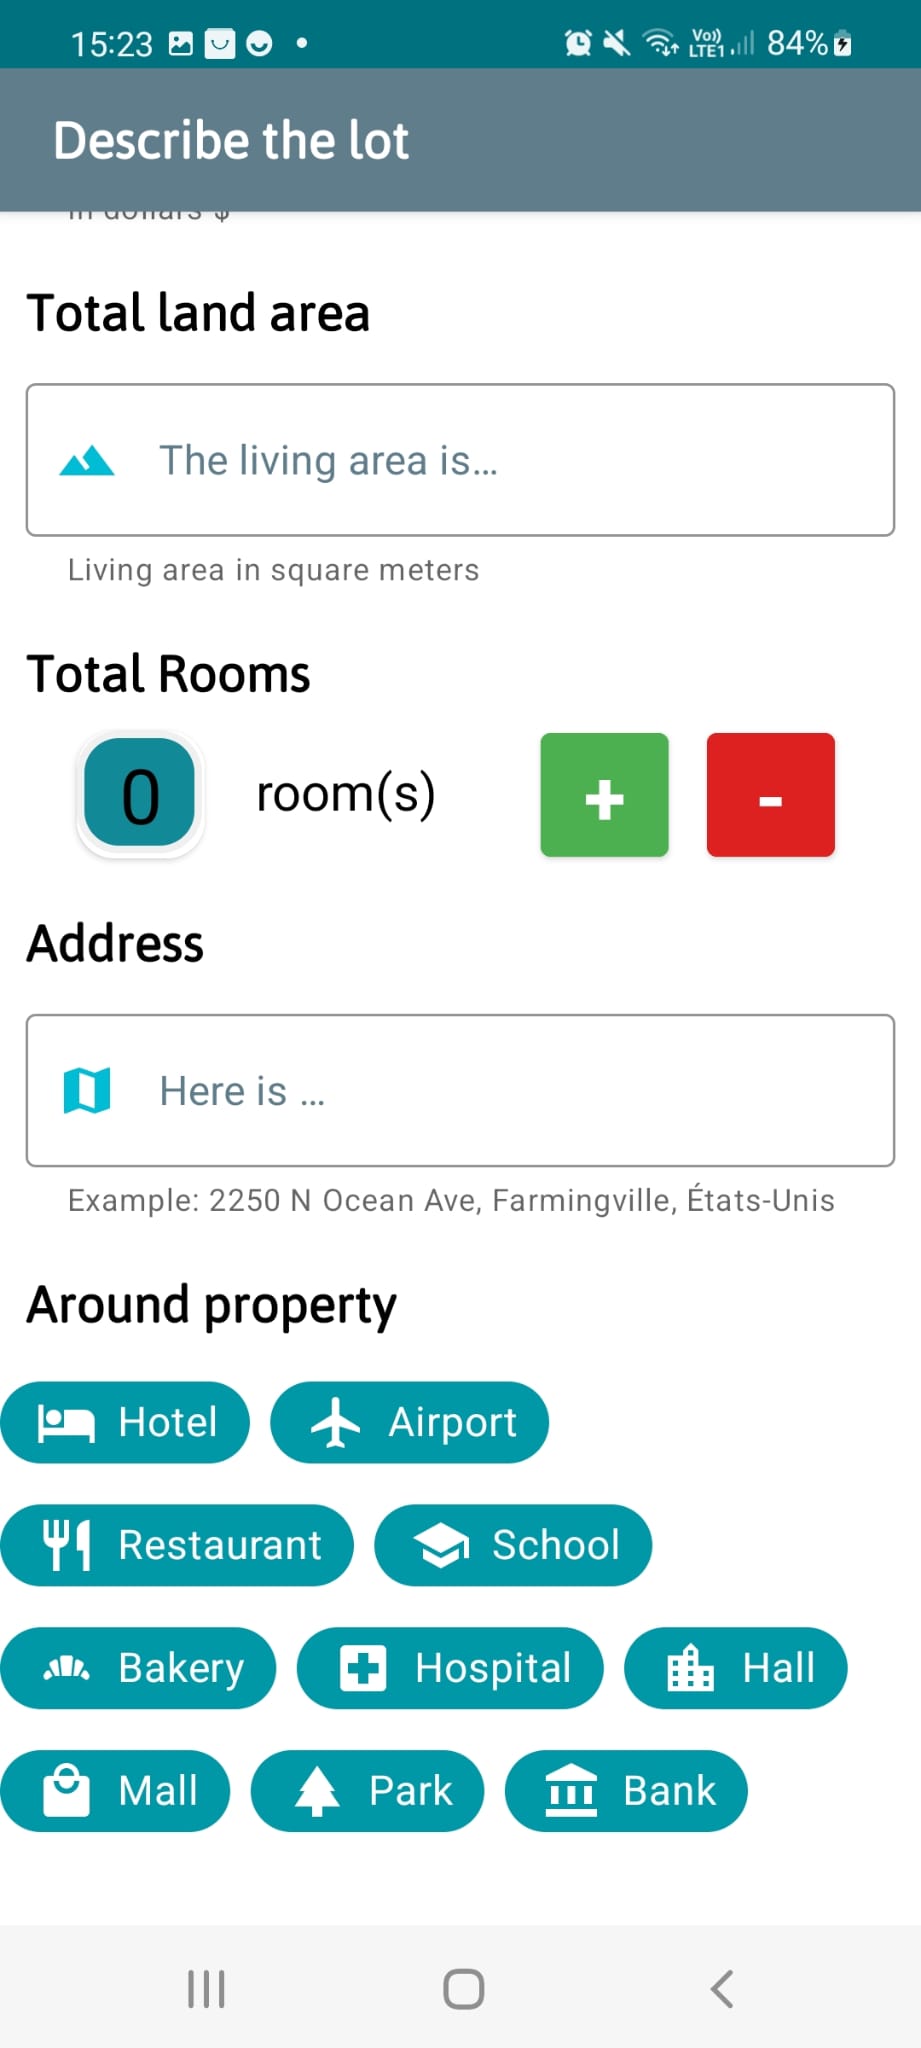 15:23
Vo)) LTE1 84%
Describe the lot
in dollars $
Total land area
The living area is...
Living area in square meters
Total Rooms
0 room(s) + -
Address
Here is ...
Example: 2250 N Ocean Ave, Farmingville, États-Unis
Around property
Hotel Airport
Restaurant School
Bakery Hospital Hall
Mall Park Bank